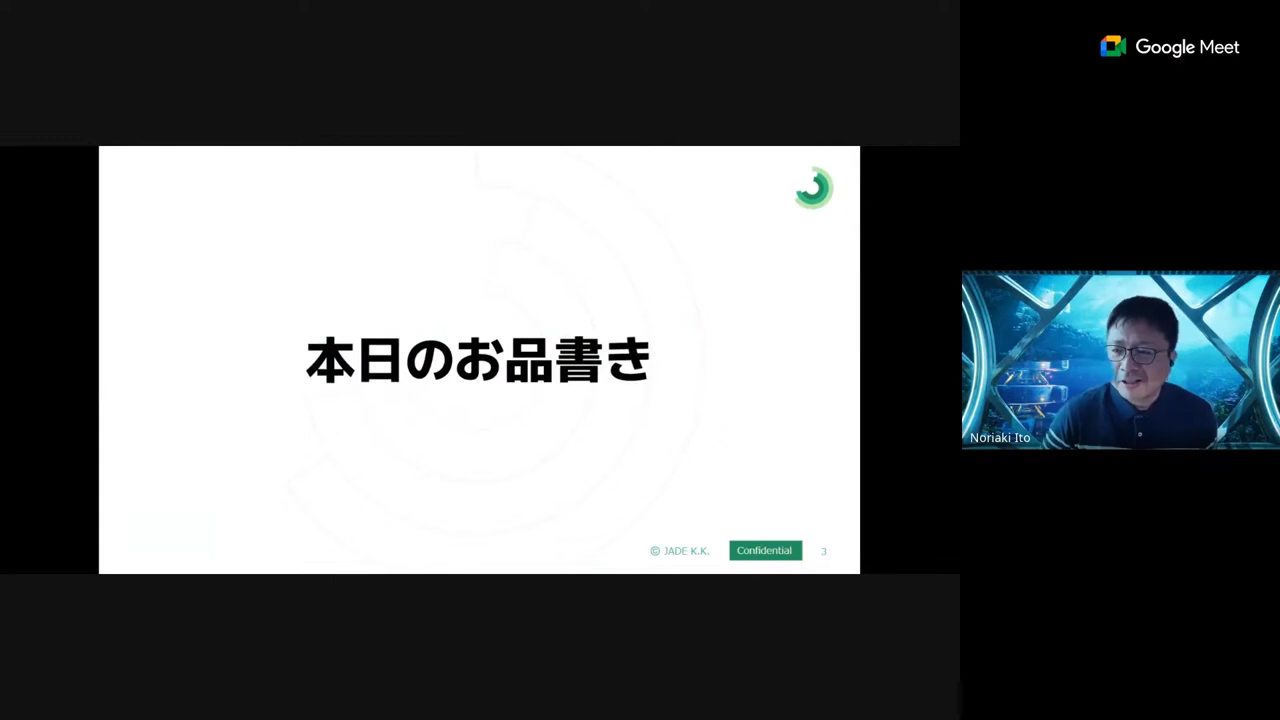 Google Meet
本日のお品書き
Noriaki Ito
© JADE K.K.
Confidential
3